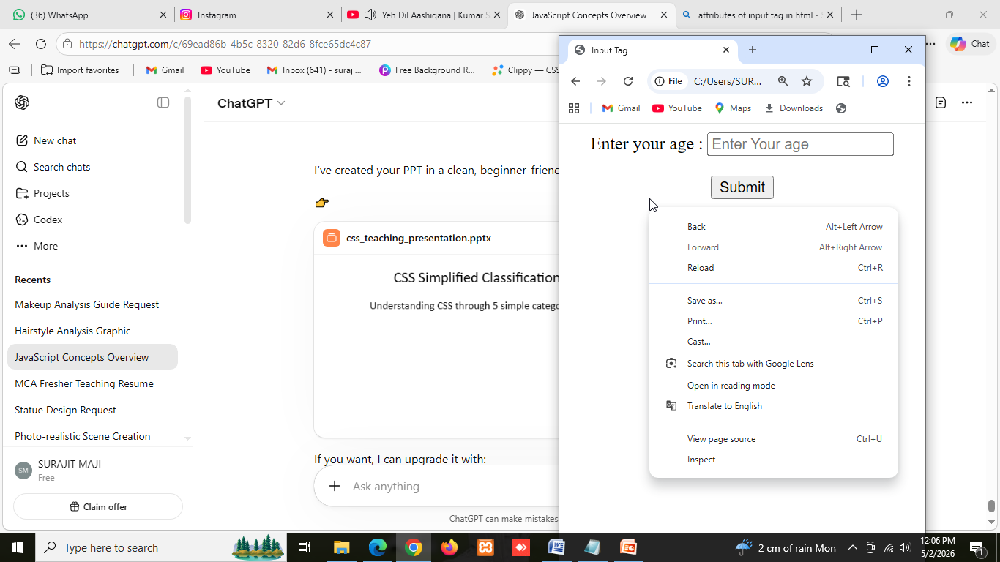 (36) WhatsApp
Instagram
Yeh Dil Aashiqana | Kumar S
JavaScript Concepts Overview
attributes of input tag in html -
https://chatgpt.com/c/69ead86b-4b5c-8320-82d6-8fce65dc4c87
Chat
Import favorites
Gmail
YouTube
Inbox (641) - suraji...
Free Background R...
Clippy — CSS
ChatGPT
New chat
Search chats
Projects
Codex
More
Recents
Makeup Analysis Guide Request
Hairstyle Analysis Graphic
JavaScript Concepts Overview
MCA Fresher Teaching Resume
Statue Design Request
Photo-realistic Scene Creation
SM
SURAJIT MAJI
Free
Claim offer
I've created your PPT in a clean, beginner-friend
css_teaching_presentation.pptx
CSS Simplified Classification
Understanding CSS through 5 simple catego
If you want, I can upgrade it with:
Ask anything
ChatGPT can make mistakes.
Input Tag
File
C:/Users/SUR...
Gmail
YouTube
Maps
Downloads
Enter your age :
Enter Your age
Submit
Back Alt+Left Arrow
Forward Alt+Right Arrow
Reload Ctrl+R
Save as... Ctrl+S
Print... Ctrl+P
Cast...
Search this tab with Google Lens
Open in reading mode
Translate to English
View page source Ctrl+U
Inspect
Type here to search
2 cm of rain Mon
12:06 PM
5/2/2026
1